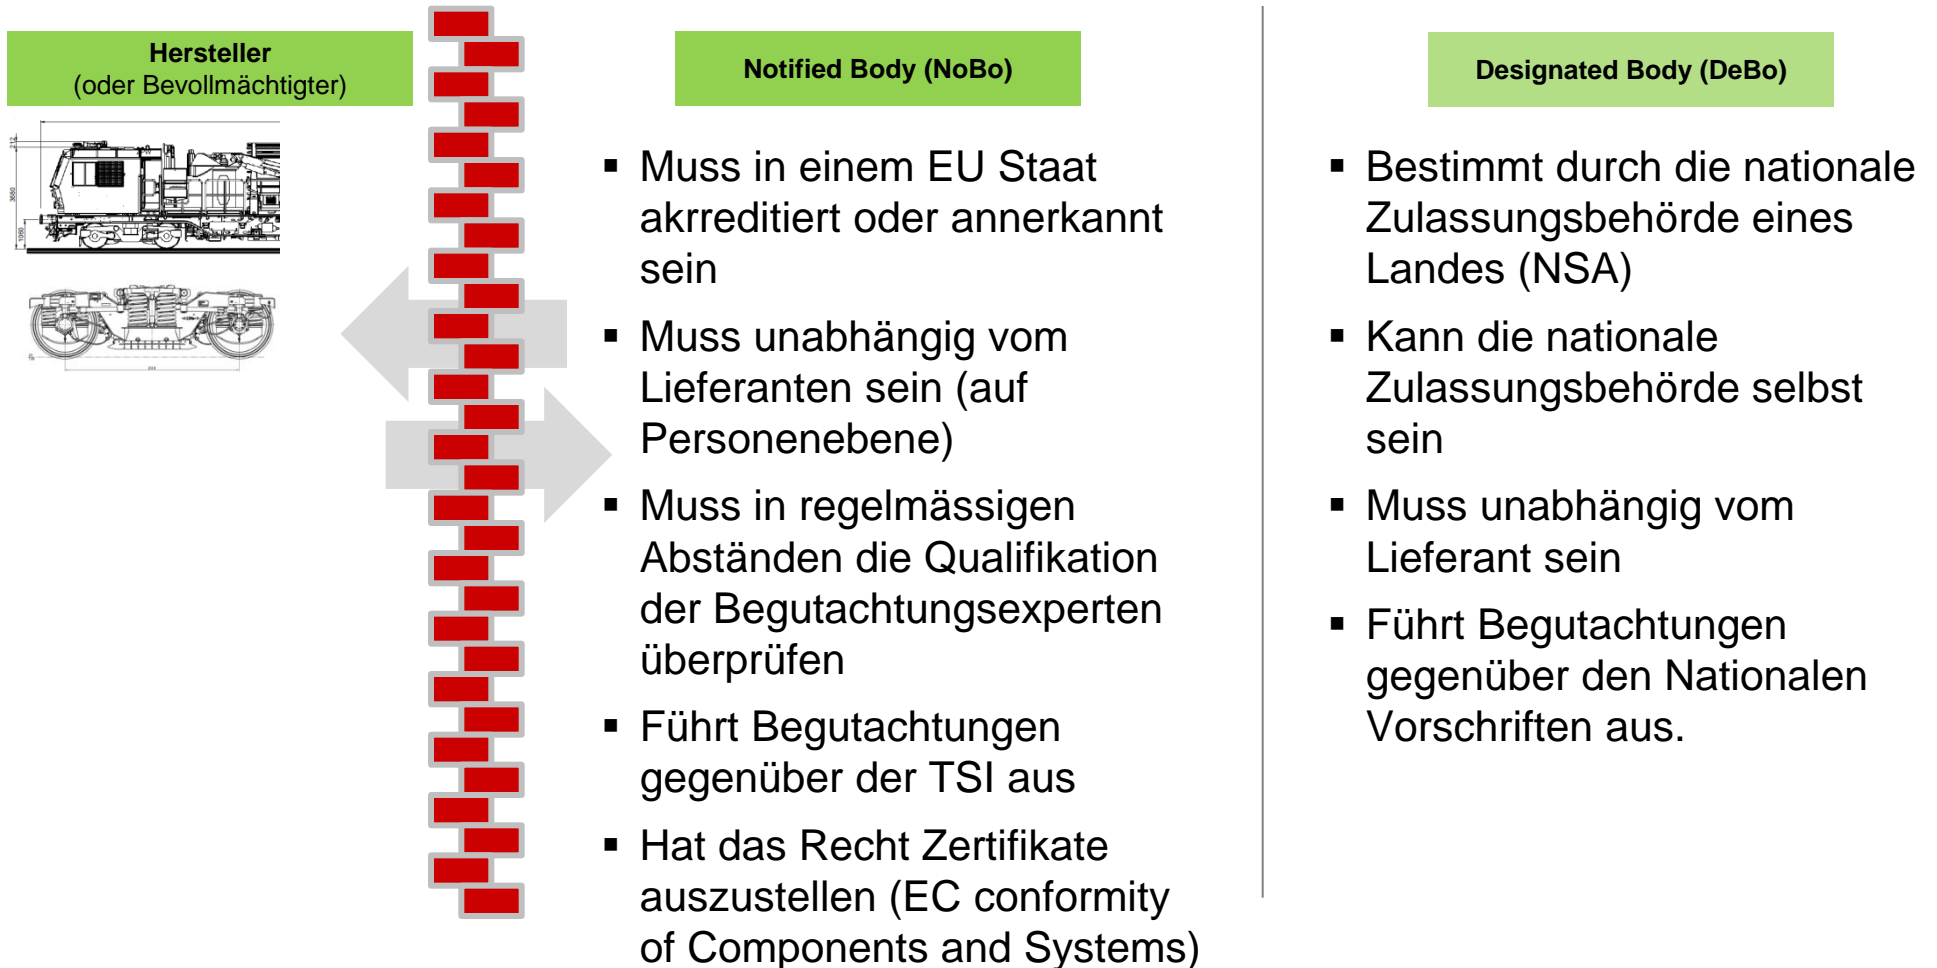 Hersteller
(oder Bevollmächtigter)
Notified Body (NoBo)
Designated Body (DeBo)
3680
1060
▪ Muss in einem EU Staat
akrreditiert oder annerkannt
sein
▪ Muss unabhängig vom
Lieferanten sein (auf
Personenebene)
▪ Muss in regelmässigen
Abständen die Qualifikation
der Begutachtungsexperten
überprüfen
▪ Führt Begutachtungen
gegenüber der TSI aus
▪ Hat das Recht Zertifikate
auszustellen (EC conformity
of Components and Systems)
▪ Bestimmt durch die nationale
Zulassungsbehörde eines
Landes (NSA)
▪ Kann die nationale
Zulassungsbehörde selbst
sein
▪ Muss unabhängig vom
Lieferant sein
▪ Führt Begutachtungen
gegenüber den Nationalen
Vorschriften aus.